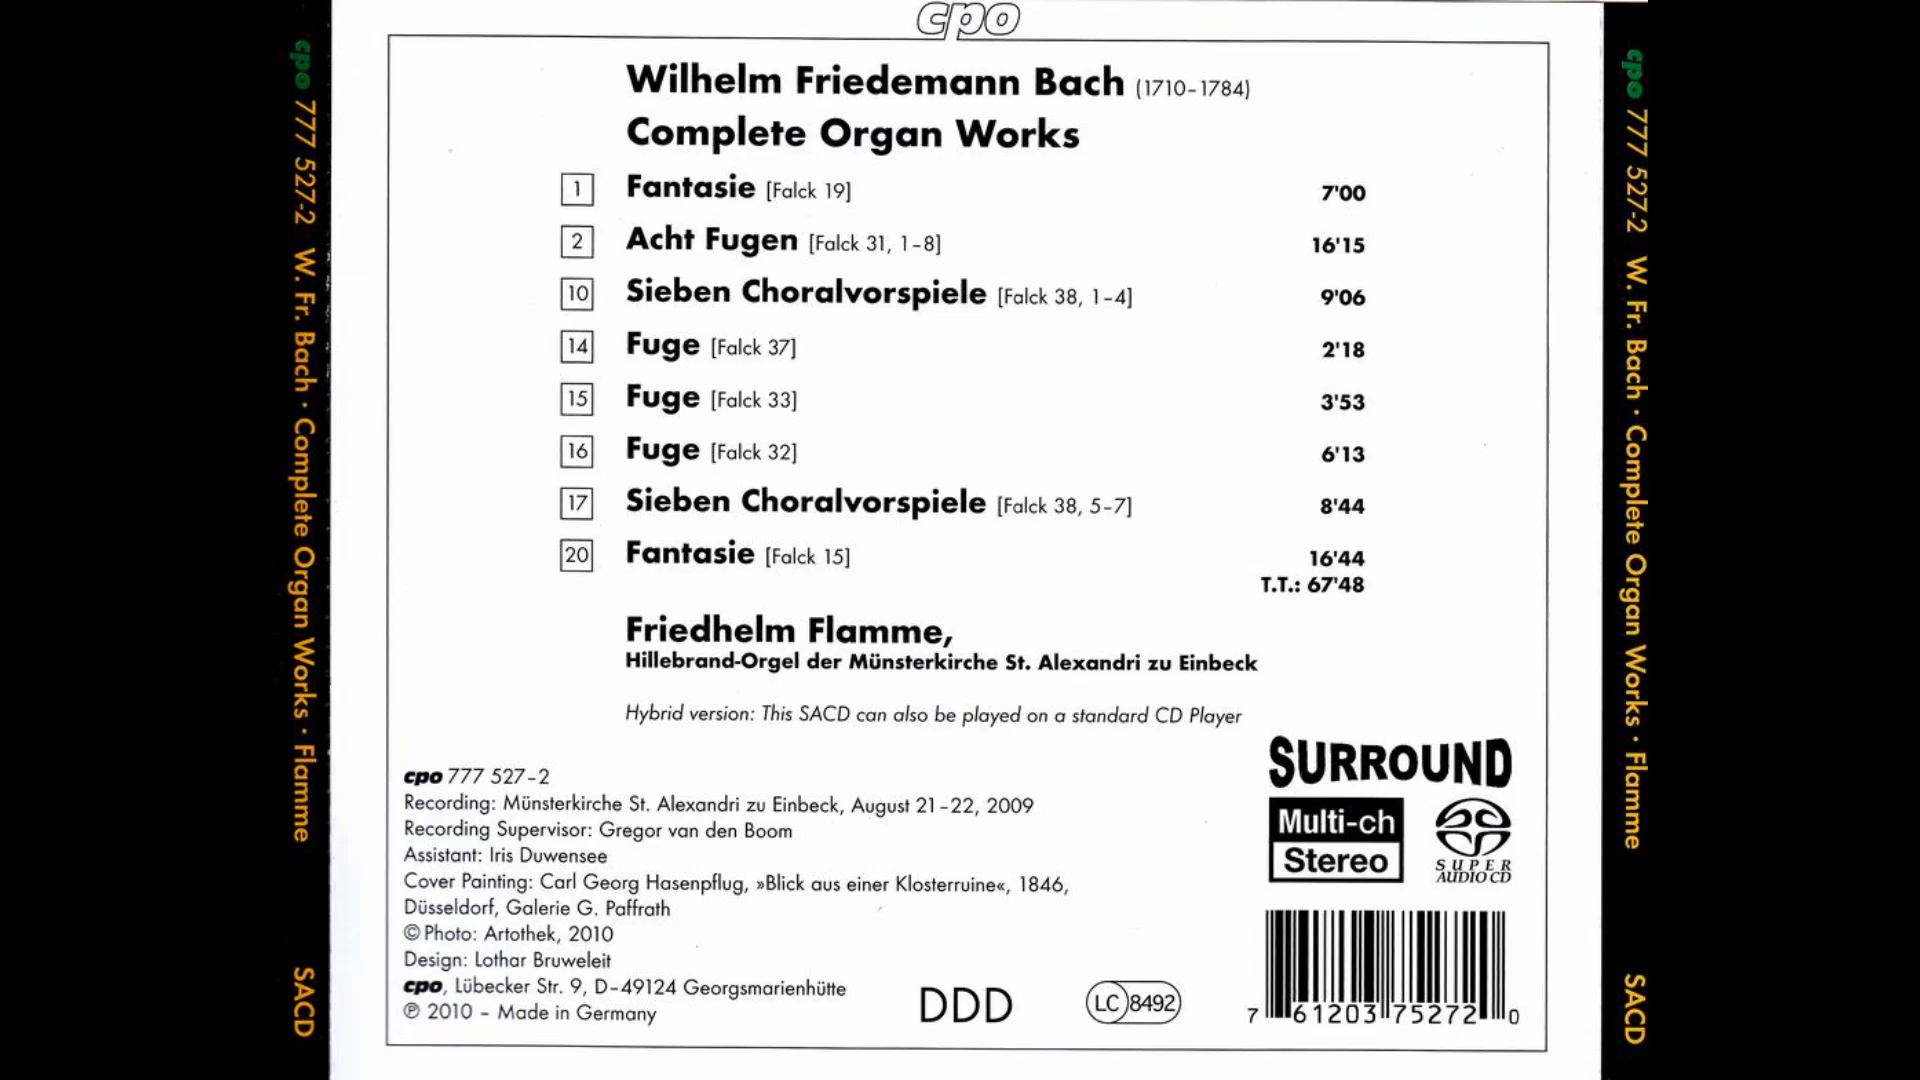 cpo
cpo 777 527-2 W. Fr. Bach · Complete Organ Works · Flamme SACD
Wilhelm Friedemann Bach (1710–1784)
Complete Organ Works
1 Fantasie [Falck 19] 7'00
2 Acht Fugen [Falck 31, 1–8] 16'15
10 Sieben Choralvorspiele [Falck 38, 1–4] 9'06
14 Fuge [Falck 37] 2'18
15 Fuge [Falck 33] 3'53
16 Fuge [Falck 32] 6'13
17 Sieben Choralvorspiele [Falck 38, 5–7] 8'44
20 Fantasie [Falck 15] 16'44
T.T.: 67'48
Friedhelm Flamme,
Hillebrand-Orgel der Münsterkirche St. Alexandri zu Einbeck
Hybrid version: This SACD can also be played on a standard CD Player
cpo 777 527–2
Recording: Münsterkirche St. Alexandri zu Einbeck, August 21–22, 2009
Recording Supervisor: Gregor van den Boom
Assistant: Iris Duwensee
Cover Painting: Carl Georg Hasenpflug, »Blick aus einer Klosterruine«, 1846,
Düsseldorf, Galerie G. Paffrath
© Photo: Artothek, 2010
Design: Lothar Bruweleit
cpo, Lübecker Str. 9, D–49124 Georgsmarienhütte
℗ 2010 – Made in Germany
DDD
LC 8492
SURROUND
Multi-ch
Stereo
SUPER
AUDIO CD
7 61203 75272 0
cpo 777 527-2 W. Fr. Bach · Complete Organ Works · Flamme SACD